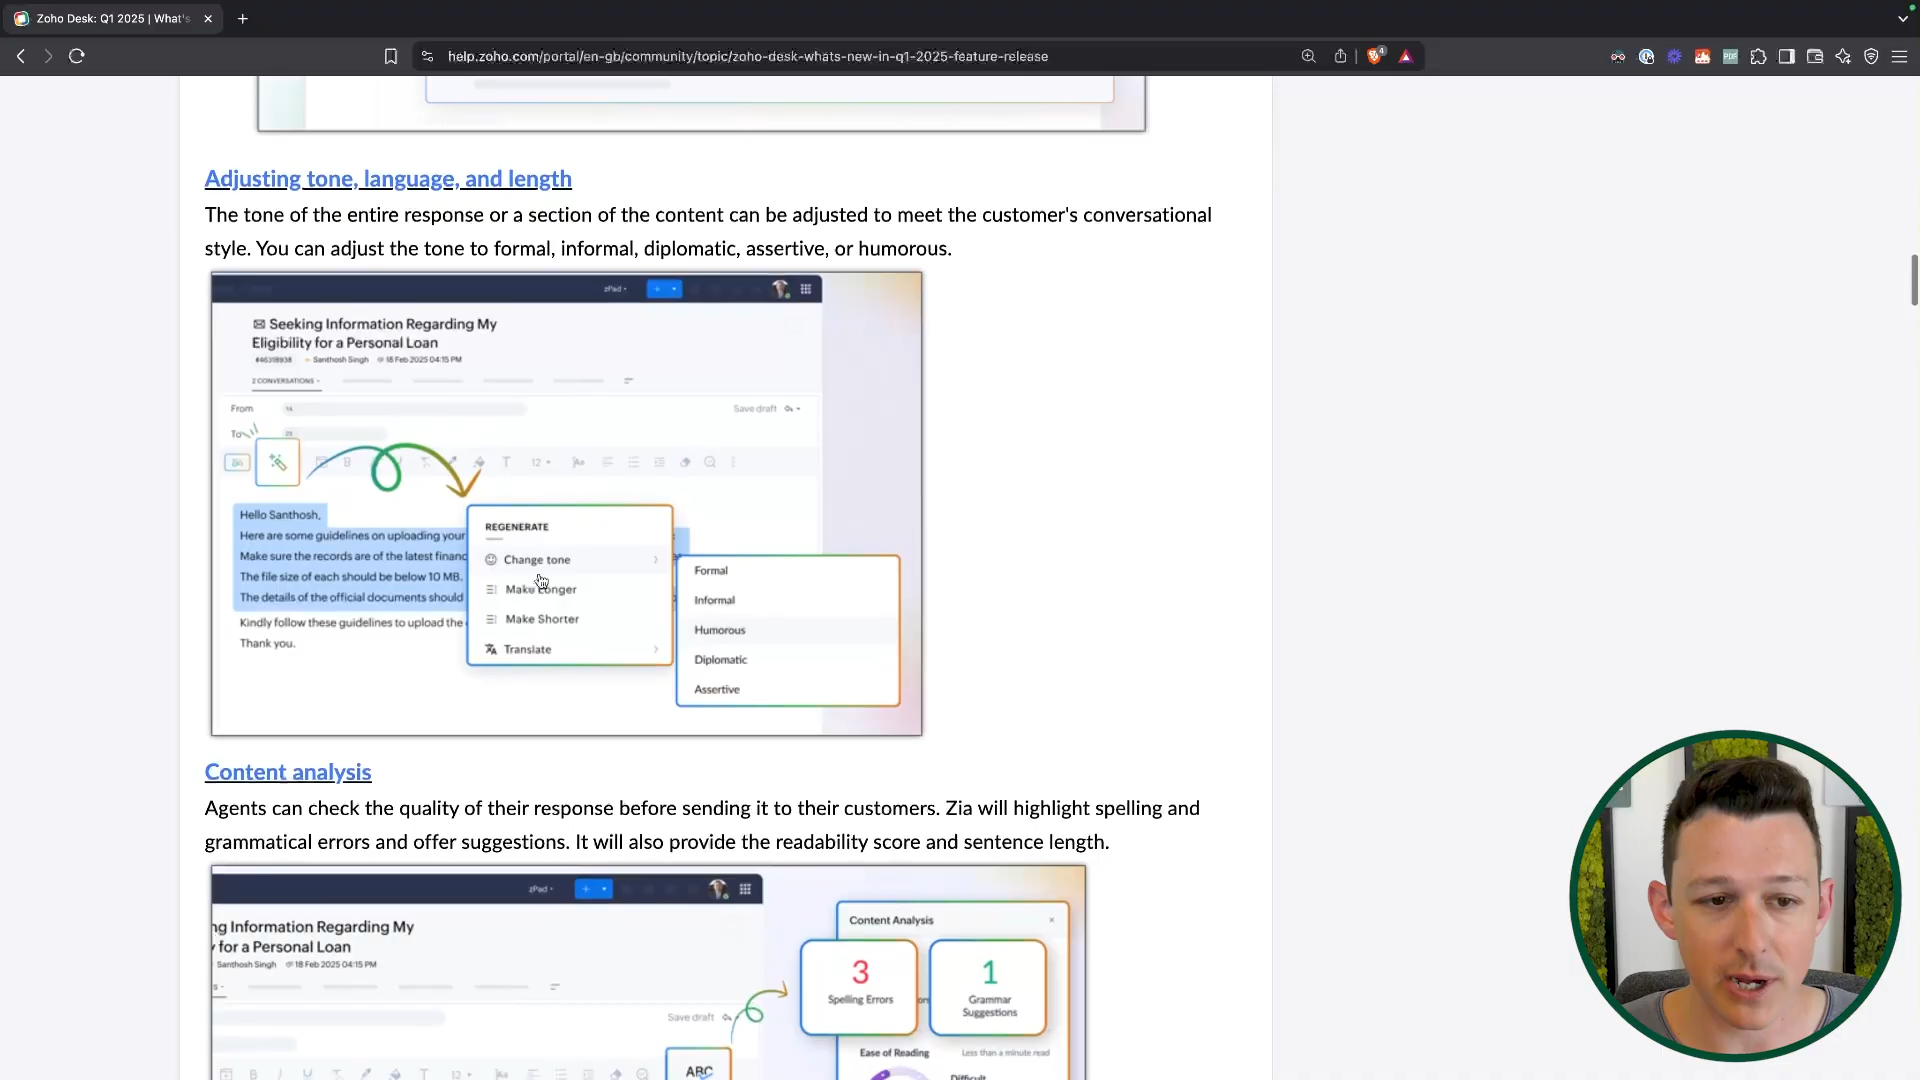 Zoho Desk: Q1 2025 | What's
help.zoho.com/portal/en-gb/community/topic/zoho-desk-whats-new-in-q1-2025-feature-release
4
PDF
Adjusting tone, language, and length
The tone of the entire response or a section of the content can be adjusted to meet the customer's conversational
style. You can adjust the tone to formal, informal, diplomatic, assertive, or humorous.
zPad
Seeking Information Regarding My
Eligibility for a Personal Loan
#46318938 Santhosh Singh 18 Feb 2025 04:15 PM
2 CONVERSATIONS
From
Save draft
To
B
T
12
Hello Santhosh,
Here are some guidelines on uploading your
Make sure the records are of the latest financ
The file size of each should be below 10 MB.
The details of the official documents should
Kindly follow these guidelines to upload the
Thank you.
REGENERATE
Change tone
Make Longer
Make Shorter
Translate
Formal
Informal
Humorous
Diplomatic
Assertive
Content analysis
Agents can check the quality of their response before sending it to their customers. Zia will highlight spelling and
grammatical errors and offer suggestions. It will also provide the readability score and sentence length.
zPad
ng Information Regarding My
for a Personal Loan
Santhosh Singh 18 Feb 2025 04:15 PM
Save draft
B I U T 12
ABC
Content Analysis
3
Spelling Errors
1
Grammar
Suggestions
Ease of Reading
Less than a minute read
Difficult